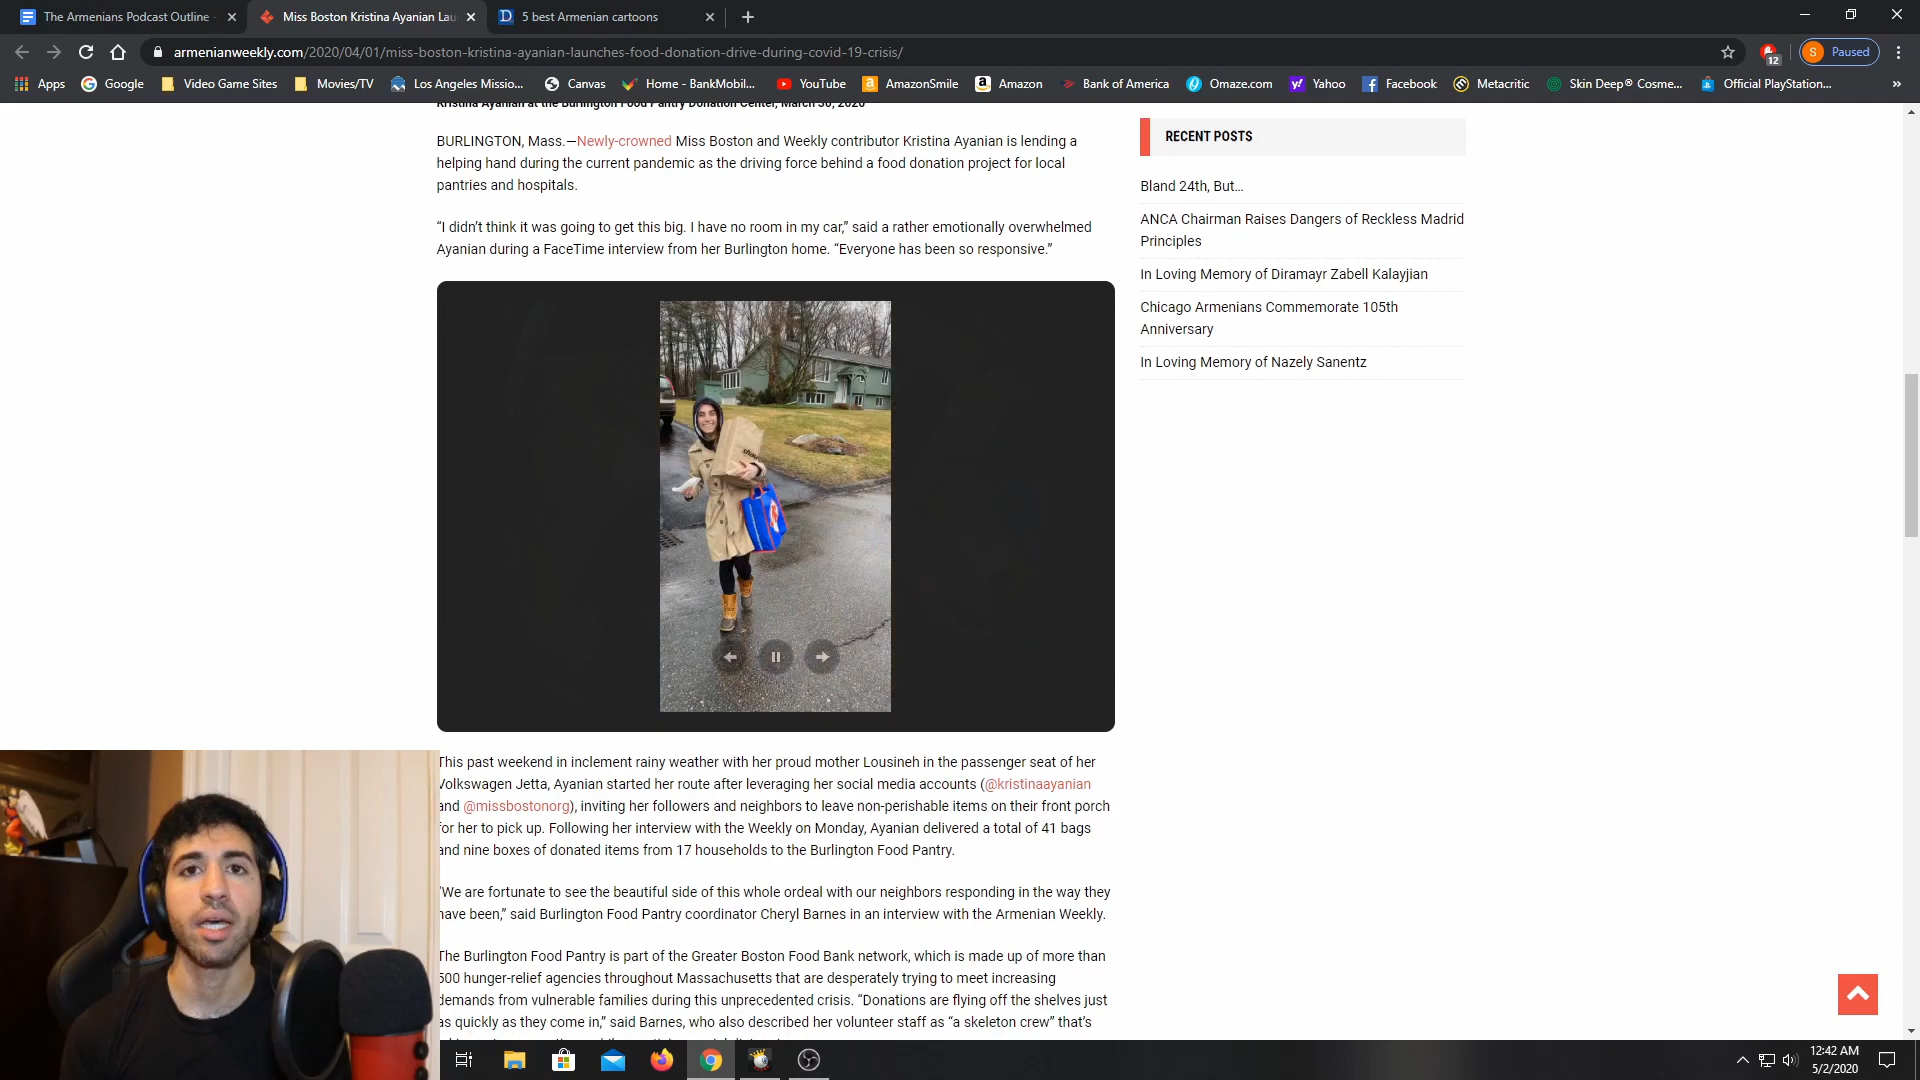 The Armenians Podcast Outline -
Miss Boston Kristina Ayanian Lau
5 best Armenian cartoons
armenianweekly.com/2020/04/01/miss-boston-kristina-ayanian-launches-food-donation-drive-during-covid-19-crisis/
S Paused
12
Apps Google Video Game Sites Movies/TV Los Angeles Missio... Canvas Home - BankMobil... YouTube AmazonSmile Amazon Bank of America Omaze.com Yahoo Facebook Metacritic Skin Deep® Cosme... Official PlayStation... »
Kristina Ayanian at the Burlington Food Pantry Donation Center, March 30, 2020
BURLINGTON, Mass.—Newly-crowned Miss Boston and Weekly contributor Kristina Ayanian is lending a
helping hand during the current pandemic as the driving force behind a food donation project for local
pantries and hospitals.
“I didn’t think it was going to get this big. I have no room in my car,” said a rather emotionally overwhelmed
Ayanian during a FaceTime interview from her Burlington home. “Everyone has been so responsive.”
This past weekend in inclement rainy weather with her proud mother Lousineh in the passenger seat of her
Volkswagen Jetta, Ayanian started her route after leveraging her social media accounts (@kristinaayanian
and @missbostonorg), inviting her followers and neighbors to leave non-perishable items on their front porch
for her to pick up. Following her interview with the Weekly on Monday, Ayanian delivered a total of 41 bags
and nine boxes of donated items from 17 households to the Burlington Food Pantry.
“We are fortunate to see the beautiful side of this whole ordeal with our neighbors responding in the way they
have been,” said Burlington Food Pantry coordinator Cheryl Barnes in an interview with the Armenian Weekly.
The Burlington Food Pantry is part of the Greater Boston Food Bank network, which is made up of more than
500 hunger-relief agencies throughout Massachusetts that are desperately trying to meet increasing
demands from vulnerable families during this unprecedented crisis. “Donations are flying off the shelves just
as quickly as they come in,” said Barnes, who also described her volunteer staff as “a skeleton crew” that’s
RECENT POSTS
Bland 24th, But…
ANCA Chairman Raises Dangers of Reckless Madrid
Principles
In Loving Memory of Diramayr Zabell Kalayjian
Chicago Armenians Commemorate 105th
Anniversary
In Loving Memory of Nazely Sanentz
12:42 AM
5/2/2020